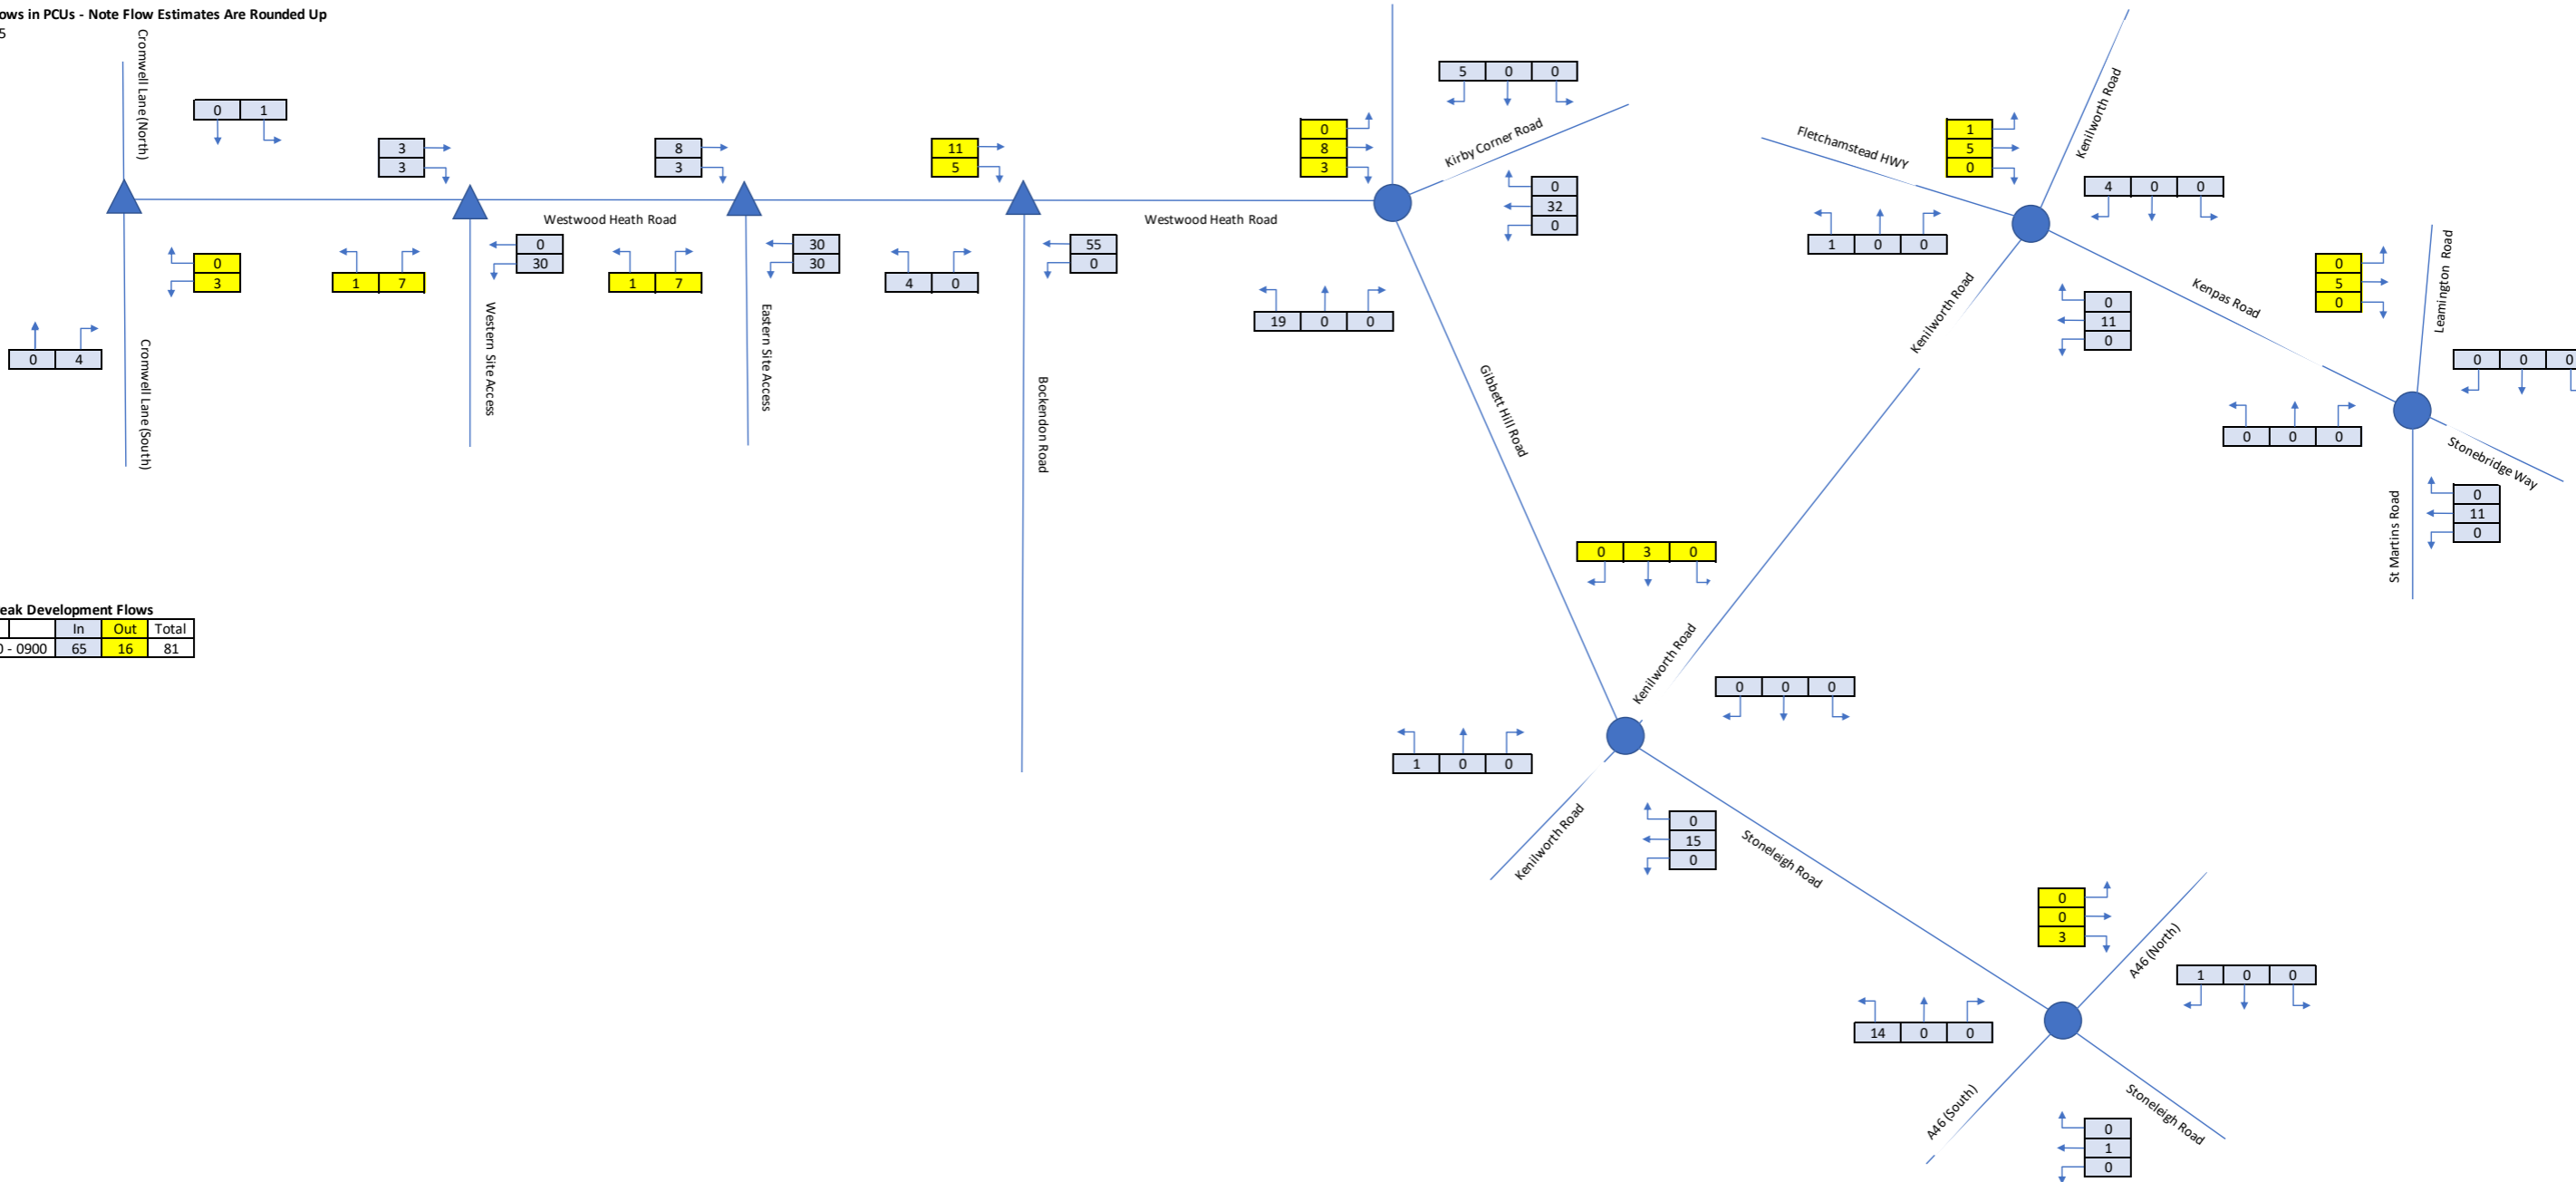 ows in PCUs - Note Flow Estimates Are Rounded Up
5
Cromwell Lane (North)
0 1
3
3
8
3
11
5
0
8
3
5 0 0
Kirby Corner Road
0
32
0
Westwood Heath Road
Westwood Heath Road
0
3
1 7
0
30
1 7
30
30
4 0
55
0
19 0 0
0 4
Cromwell Lane (South)
Western Site Access
Eastern Site Access
Bockendon Road
Gibbett Hill Road
Fletchamstead HWY
1
5
0
Kenilworth Road
4 0 0
1 0 0
Kenilworth Road
0
11
0
Kenpas Road
0
5
0
Leamington Road
0 0 0
0 0 0
Stonebridge Way
St Martins Road
0
11
0
0 3 0
Kenilworth Road
0 0 0
1 0 0
Kenilworth Road
0
15
0
Stoneleigh Road
0
0
3
A46 (North)
1 0 0
14 0 0
A46 (South)
Stoneleigh Road
0
1
0
eak Development Flows
In Out Total
0 - 0900 65 16 81